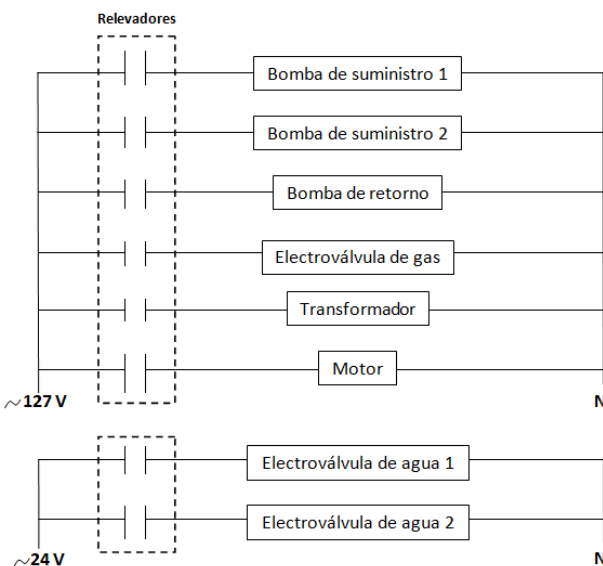 Relevadores
Bomba de suministro 1
Bomba de suministro 2
Bomba de retorno
Electroválvula de gas
Transformador
Motor
~127 V
N
Electroválvula de agua 1
Electroválvula de agua 2
~24 V
N